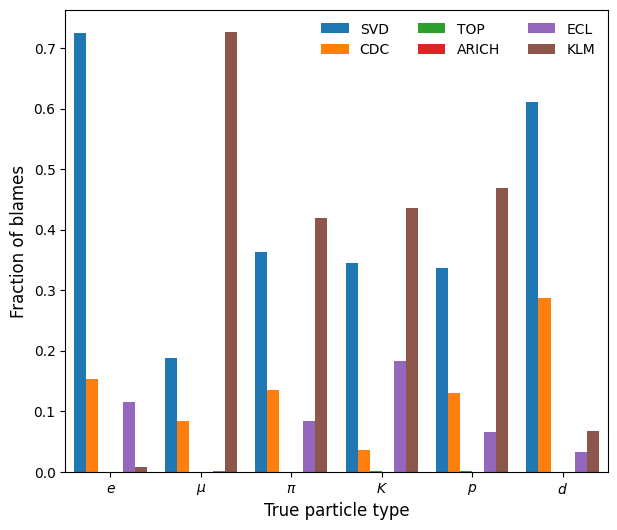 SVD TOP ECL
CDC ARICH KLM
0.7
0.6
0.5
0.4
0.3
0.2
0.1
0.0
Fraction of blames
e μ π K p d
True particle type